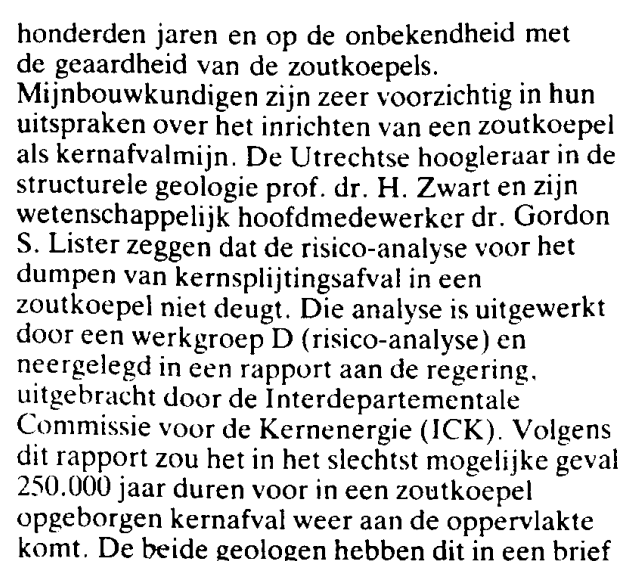 honderden jaren en op de onbekendheid met
de geaardheid van de zoutkoepels.
Mijnbouwkundigen zijn zeer voorzichtig in hun
uitspraken over het inrichten van een zoutkoepel
als kernafvalmijn. De Utrechtse hoogleraar in de
structurele geologie prof. dr. H. Zwart en zijn
wetenschappelijk hoofdmedewerker dr. Gordon
S. Lister zeggen dat de risico-analyse voor het
dumpen van kernsplijtingsafval in een
zoutkoepel niet deugt. Die analyse is uitgewerkt
door een werkgroep D (risico-analyse) en
neergelegd in een rapport aan de regering,
uitgebracht door de Interdepartementale
Commissie voor de Kernenergie (ICK). Volgens
dit rapport zou het in het slechtst mogelijke geval
250.000 jaar duren voor in een zoutkoepel
opgeborgen kernafval weer aan de oppervlakte
komt. De beide geologen hebben dit in een brief